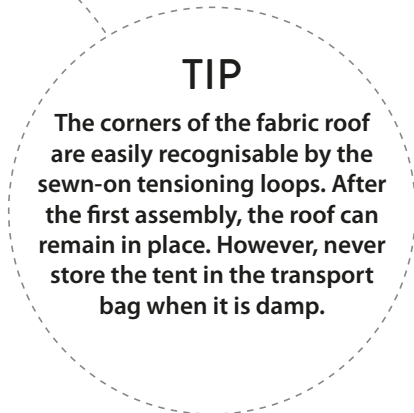 TIP
The corners of the fabric roof
are easily recognisable by the
sewn-on tensioning loops. After
the first assembly, the roof can
remain in place. However, never
store the tent in the transport
bag when it is damp.